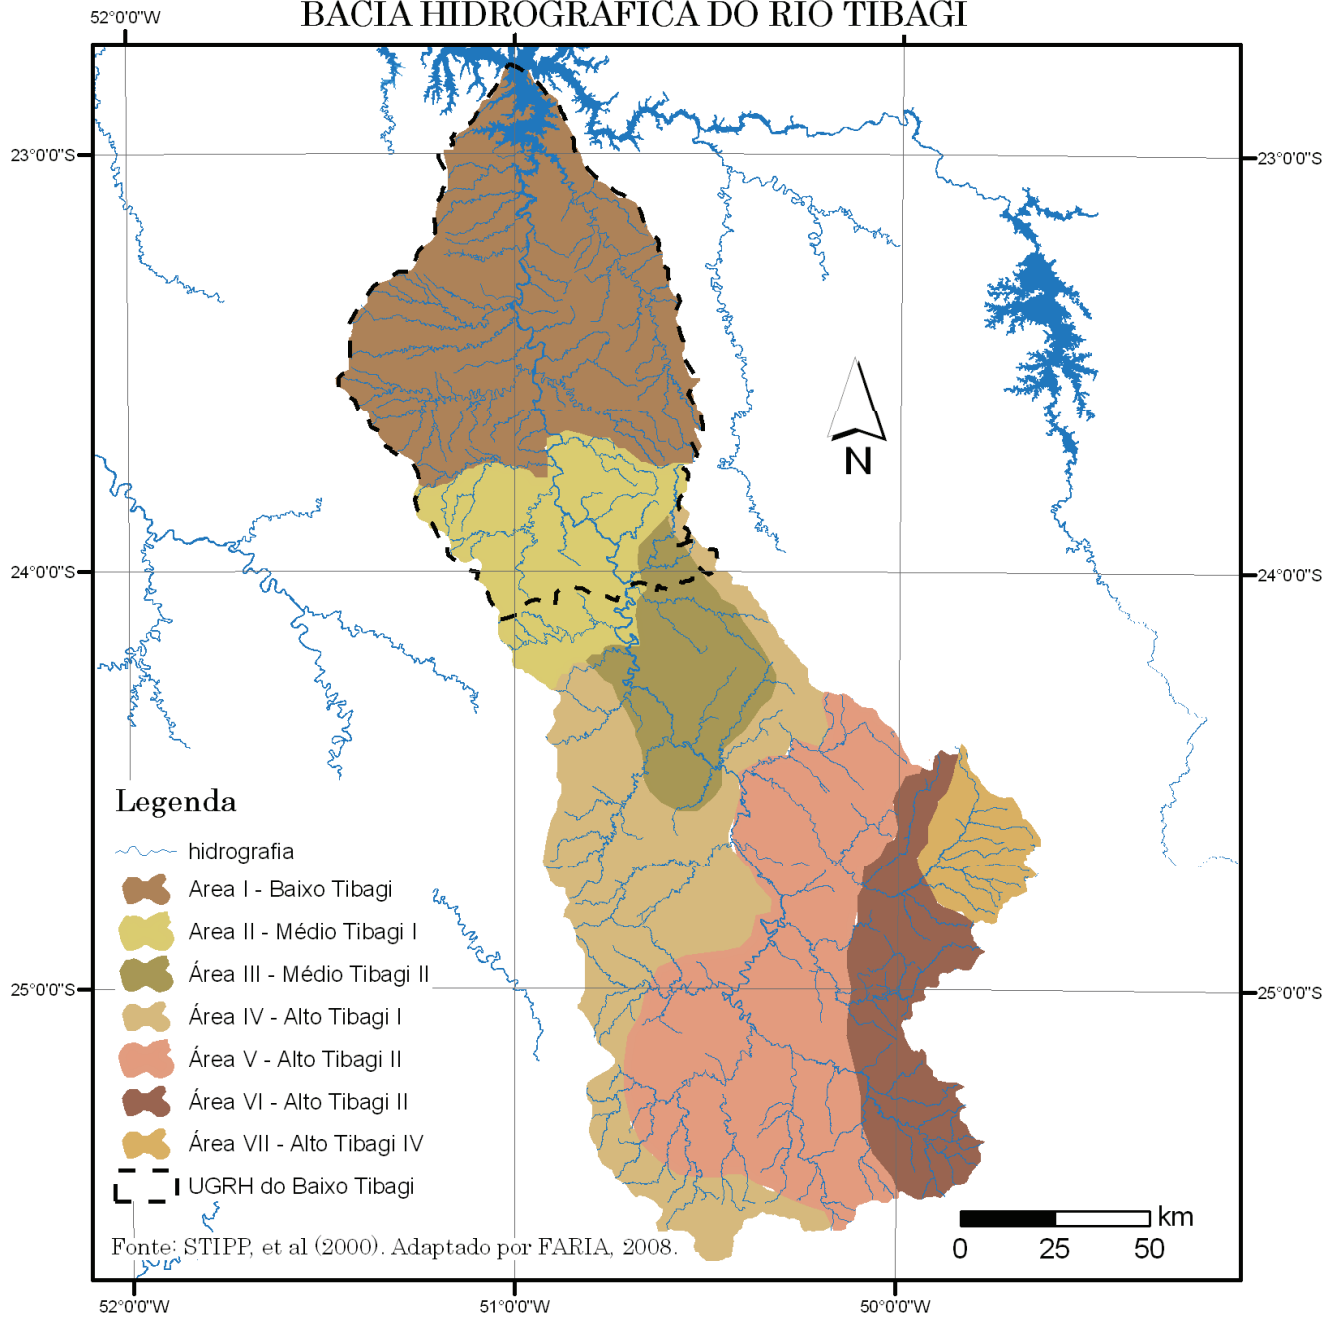 BACIA HIDROGRAFICA DO RIO TIBAGI
52°0'0"W
23°0'0"S
23°0'0"S
N
24°0'0"S
24°0'0"S
Legenda
hidrografia
Area I - Baixo Tibagi
Area II - Médio Tibagi I
Área III - Médio Tibagi II
Área IV - Alto Tibagi I
Área V - Alto Tibagi II
Área VI - Alto Tibagi II
Área VII - Alto Tibagi IV
UGRH do Baixo Tibagi
25°0'0"S
25°0'0"S
km
0 25 50
Fonte: STIPP, et al (2000). Adaptado por FARIA, 2008.
52°0'0"W
51°0'0"W
50°0'0"W